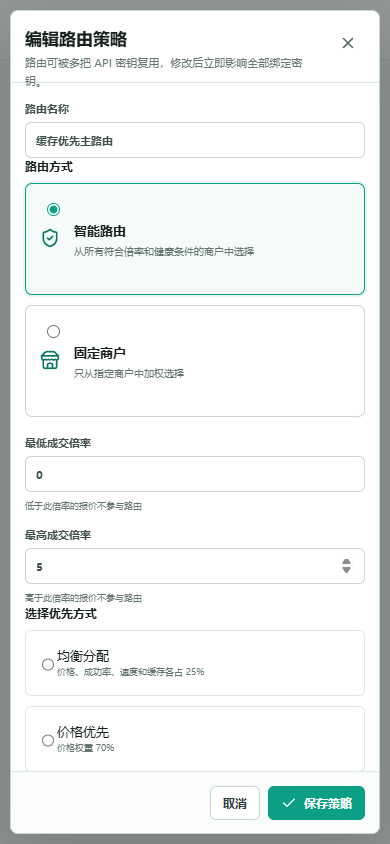 编辑路由策略
路由可被多把 API 密钥复用，修改后立即影响全部绑定密
钥。
路由名称
缓存优先主路由
路由方式
智能路由
从所有符合倍率和健康条件的商户中选择
固定商户
只从指定商户中加权选择
最低成交倍率
0
低于此倍率的报价不参与路由
最高成交倍率
5
高于此倍率的报价不参与路由
选择优先方式
均衡分配
价格、成功率、速度和缓存各占 25%
价格优先
价格权重 70%
取消
保存策略